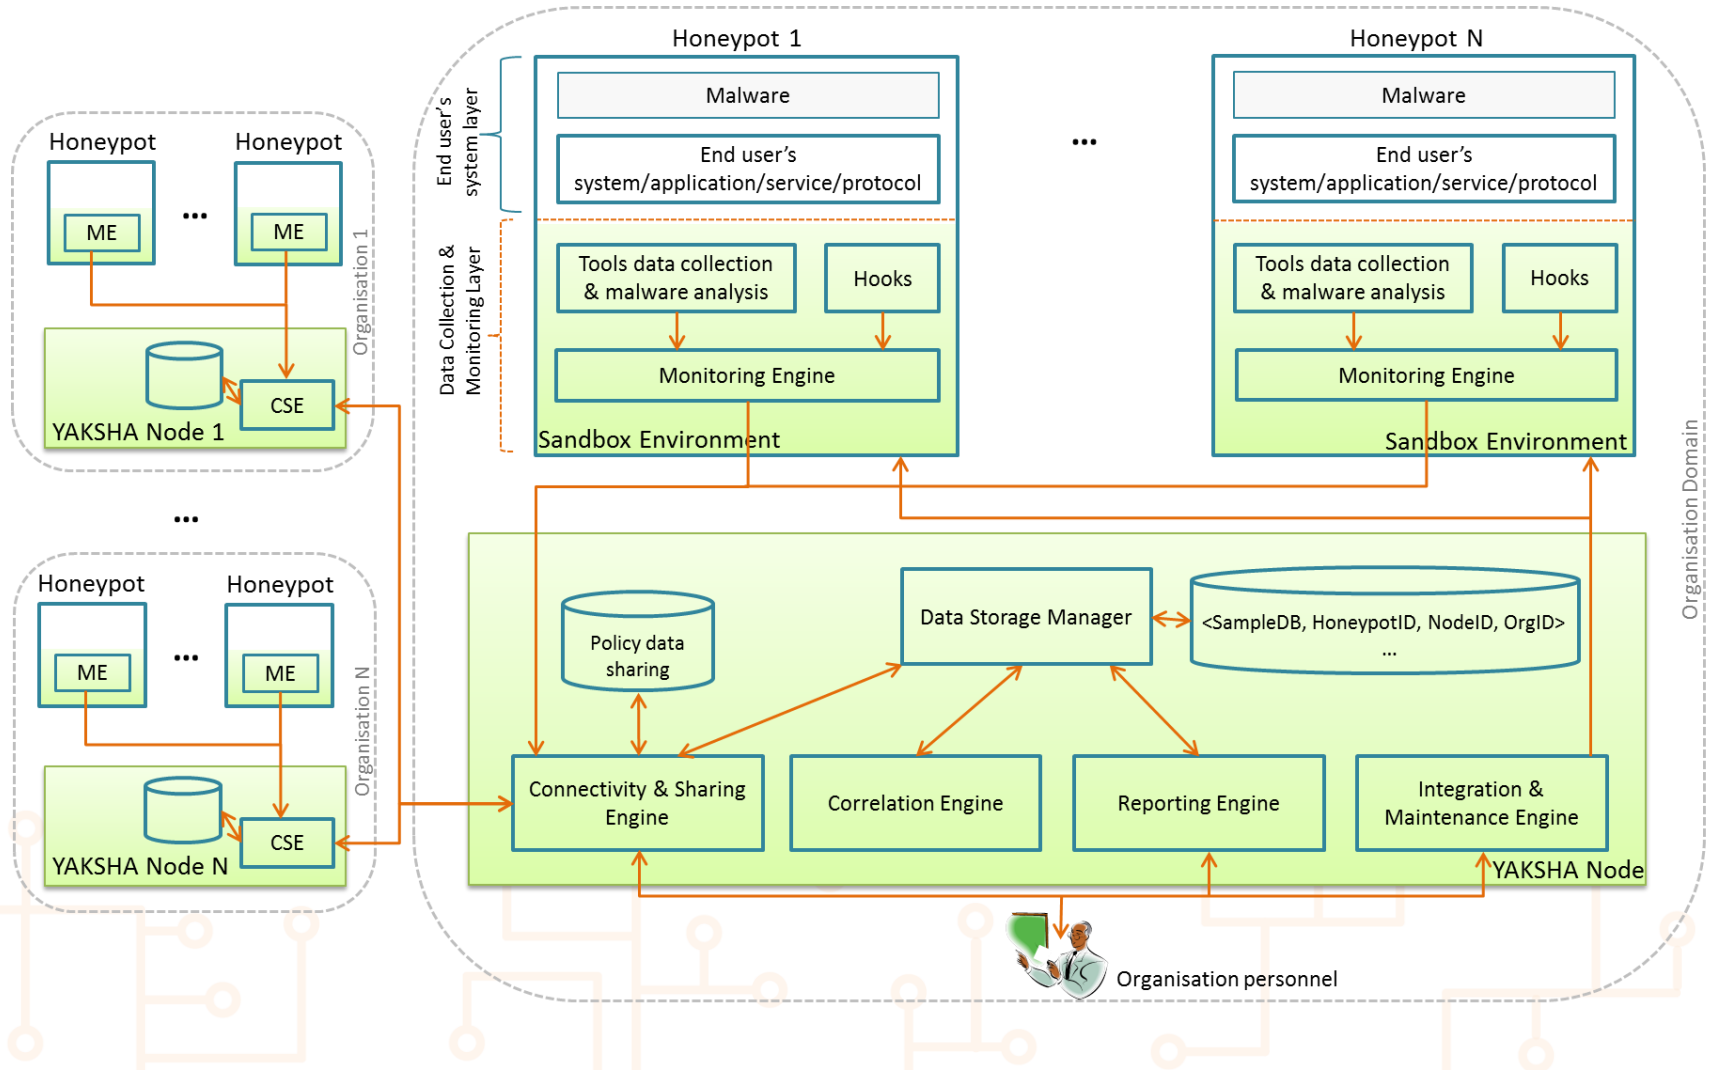 Honeypot
Honeypot
ME
...
ME
Organisation 1
CSE
YAKSHA Node 1
...
Honeypot
Honeypot
ME
...
ME
Organisation N
CSE
YAKSHA Node N
Honeypot 1
End user's
system layer
Malware
End user's
system/application/service/protocol
Data Collection &
Monitoring Layer
Tools data collection
& malware analysis
Hooks
Monitoring Engine
Sandbox Environment
...
Honeypot N
Malware
End user's
system/application/service/protocol
Tools data collection
& malware analysis
Hooks
Monitoring Engine
Sandbox Environment
Organisation Domain
Policy data
sharing
Data Storage Manager
<SampleDB, HoneypotID, NodeID, OrgID>
...
Connectivity & Sharing
Engine
Correlation Engine
Reporting Engine
Integration &
Maintenance Engine
YAKSHA Node
Organisation personnel